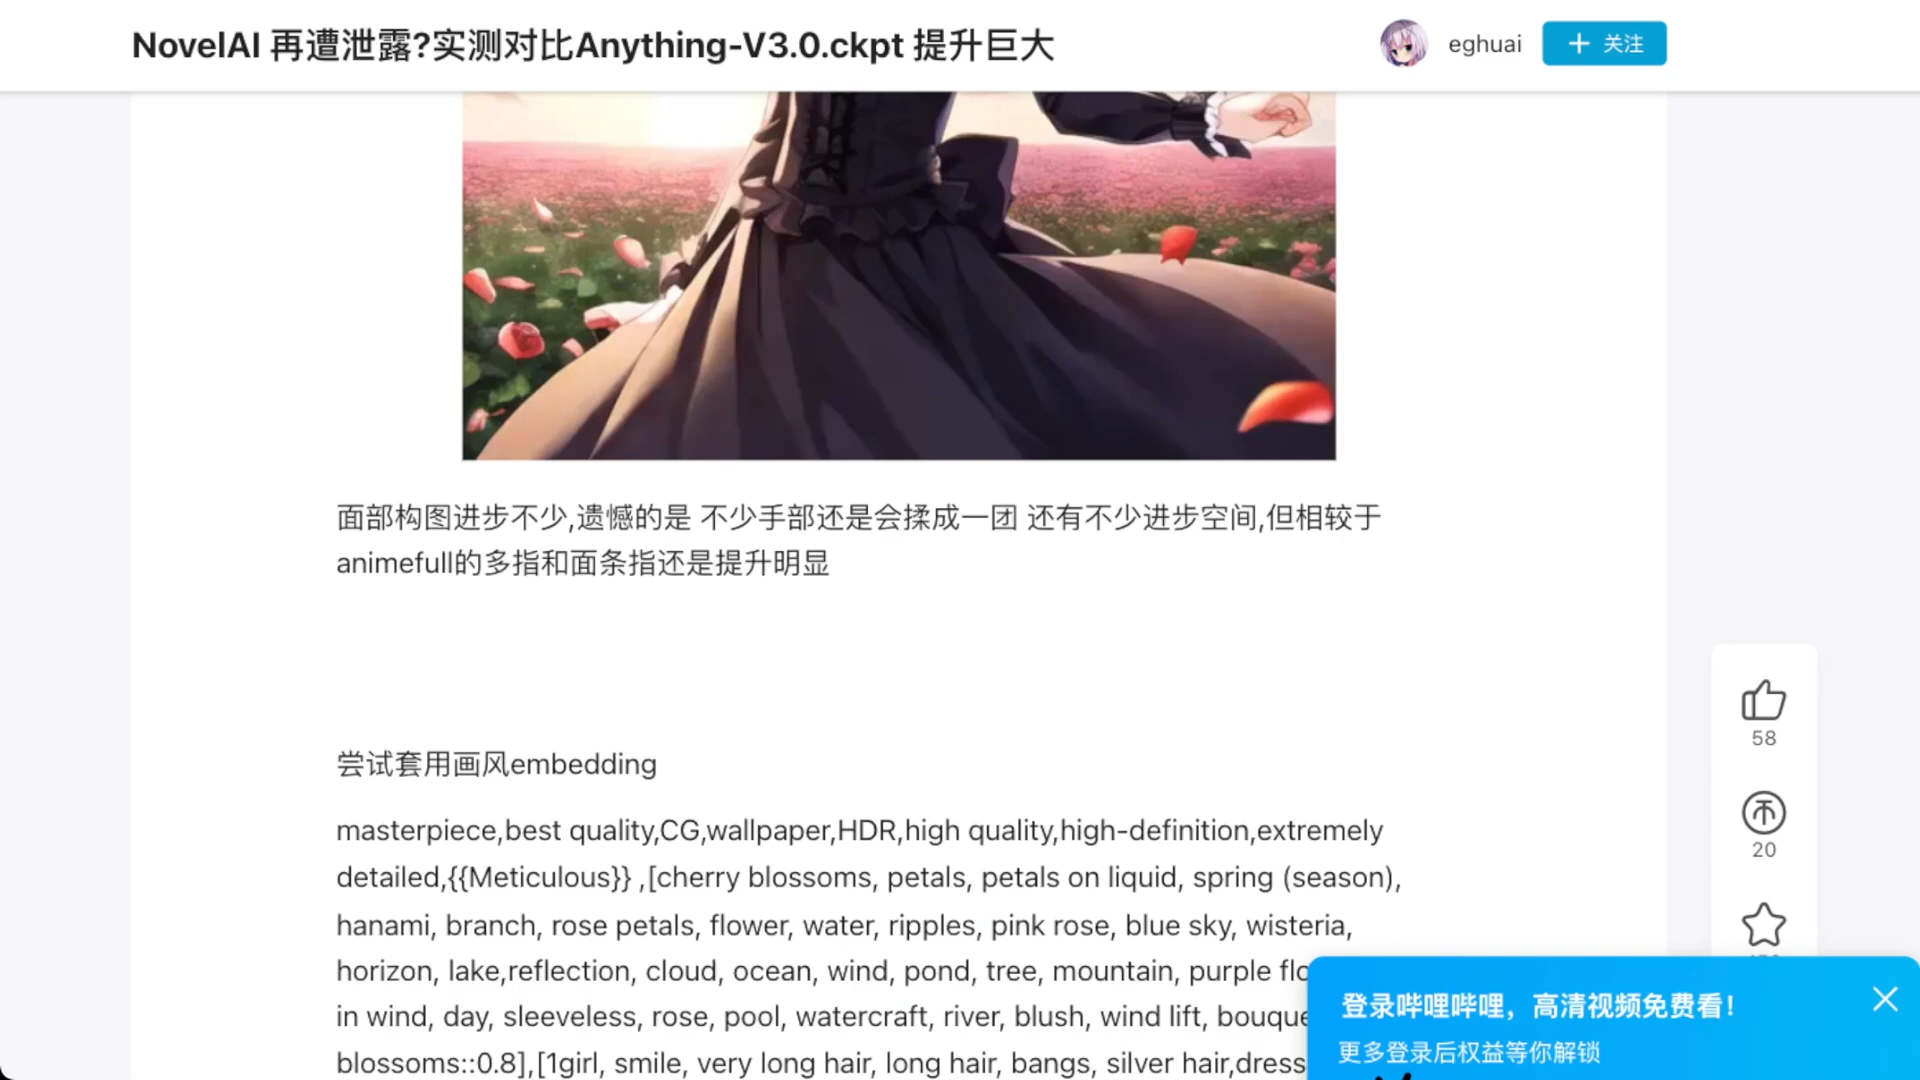 NovelAI 再遭泄露?实测对比Anything-V3.0.ckpt 提升巨大
eghuai
关注
面部构图进步不少,遗憾的是 不少手部还是会揉成一团 还有不少进步空间,但相较于
animefull的多指和面条指还是提升明显
尝试套用画风embedding
masterpiece,best quality,CG,wallpaper,HDR,high quality,high-definition,extremely
detailed,{{Meticulous}} ,[cherry blossoms, petals, petals on liquid, spring (season),
hanami, branch, rose petals, flower, water, ripples, pink rose, blue sky, wisteria,
horizon, lake,reflection, cloud, ocean, wind, pond, tree, mountain, purple
in wind, day, sleeveless, rose, pool, watercraft, river, blush, wind lift,
blossoms::0.8],[1girl, smile, very long hair, long hair, bangs, silver hair,dress
58
20
登录哔哩哔哩，高清视频免费看！
更多登录后权益等你解锁